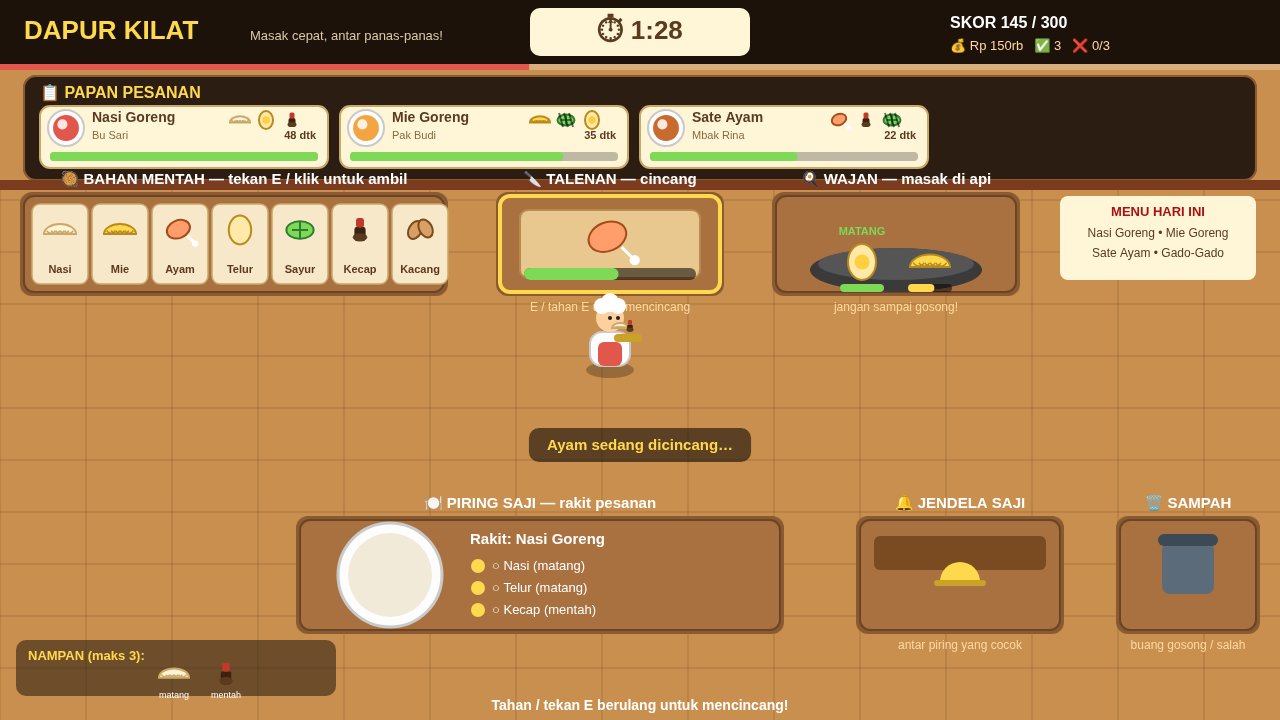 DAPUR KILAT
Masak cepat, antar panas-panas!
1:28
SKOR 145 / 300
💰 Rp 150rb ✅ 3 ❌ 0/3
📋 PAPAN PESANAN
Nasi Goreng
Bu Sari
48 dtk
Mie Goreng
Pak Budi
35 dtk
Sate Ayam
Mbak Rina
22 dtk
🥘 BAHAN MENTAH — tekan E / klik untuk ambil
🔪 TALENAN — cincang
🍳 WAJAN — masak di api
Nasi
Mie
Ayam
Telur
Sayur
Kecap
Kacang
MATANG
MENU HARI INI
Nasi Goreng • Mie Goreng
Sate Ayam • Gado-Gado
E / tahan E mencincang
jangan sampai gosong!
Ayam sedang dicincang…
🍽️ PIRING SAJI — rakit pesanan
🔔 JENDELA SAJI
🗑️ SAMPAH
Rakit: Nasi Goreng
○ Nasi (matang)
○ Telur (matang)
○ Kecap (mentah)
antar piring yang cocok
buang gosong / salah
NAMPAN (maks 3):
matang
mentah
Tahan / tekan E berulang untuk mencincang!